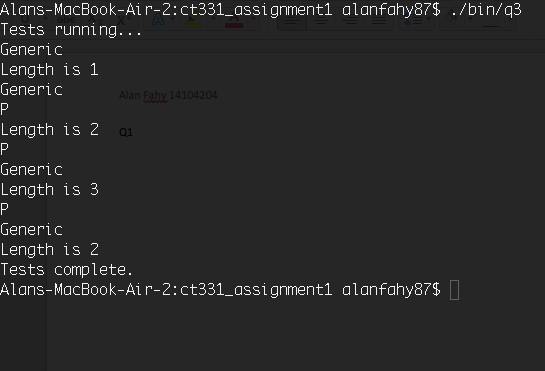 Alans-MacBook-Air-2:ct331_assignment1 alanfahy87$ ./bin/q3
Tests running...
Generic
Length is 1
Generic
P
Alan Fahy 14104204
Length is 2
Q1
P
Generic
Length is 3
P
Generic
Length is 2
Tests complete.
Alans-MacBook-Air-2:ct331_assignment1 alanfahy87$